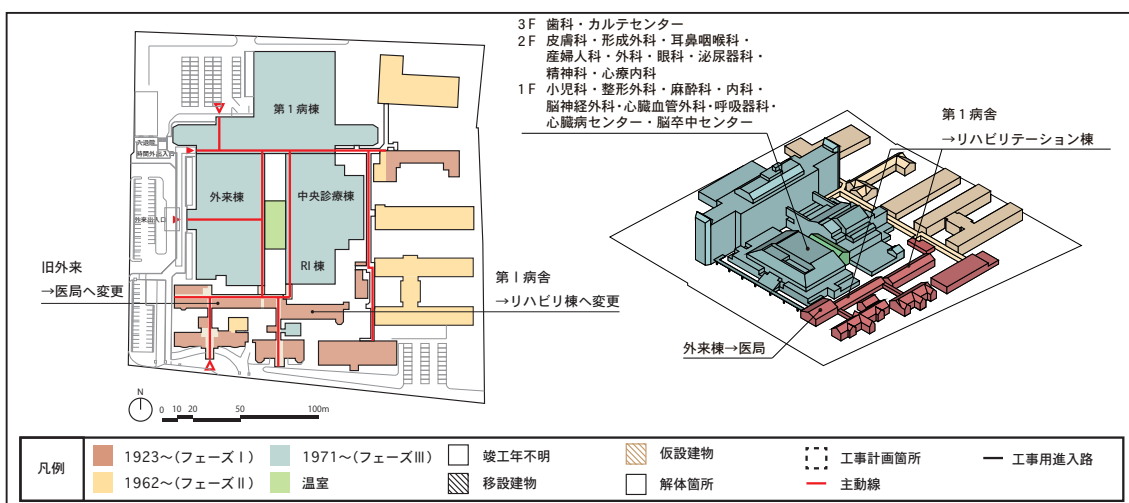 3F 歯科・カルテセンター
2F 皮膚科・形成外科・耳鼻咽喉科・
産婦人科・外科・眼科・泌尿器科・
精神科・心療内科
1F 小児科・整形外科・麻酔科・内科・
脳神経外科・心臓血管外科・呼吸器科・
心臓病センター・脳卒中センター
第1病棟
入退院
時間外出入口
外来棟
中央診療棟
外来出入口
RI棟
旧外来
→医局へ変更
第Ⅰ病舎
→リハビリ棟へ変更
N
0 10 20 50 100m
第1病舎
→リハビリテーション棟
外来棟→医局
凡例
1923～(フェーズⅠ)
1971～(フェーズⅢ)
竣工年不明
仮設建物
工事計画箇所
工事用進入路
1962～(フェーズⅡ)
温室
移設建物
解体箇所
主動線